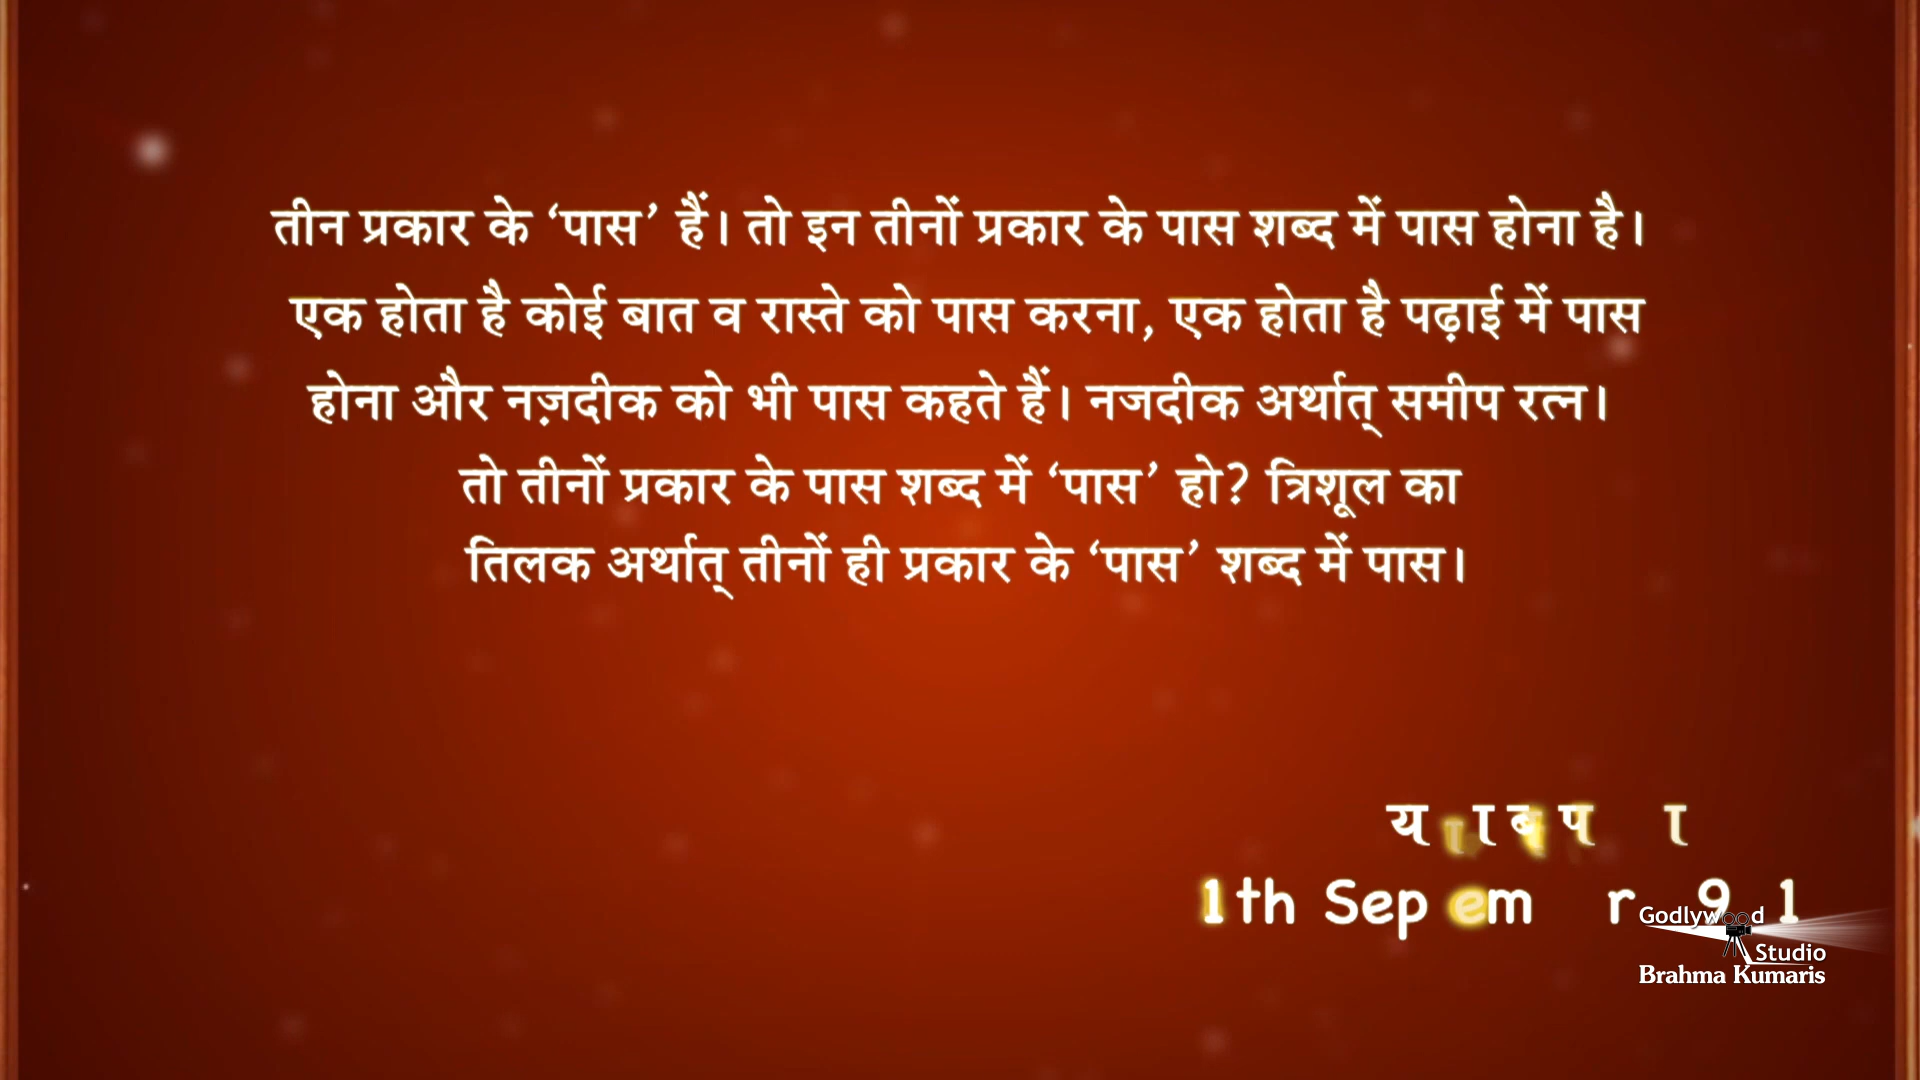 तीन प्रकार के ‘पास’ हैं। तो इन तीनों प्रकार के पास शब्द में पास होना है।
एक होता है कोई बात व रास्ते को पास करना, एक होता है पढ़ाई में पास
होना और नज़दीक को भी पास कहते हैं। नजदीक अर्थात् समीप रत्न।
तो तीनों प्रकार के पास शब्द में ‘पास’ हो? त्रिशूल का
तिलक अर्थात् तीनों ही प्रकार के ‘पास’ शब्द में पास।
Godlywood
Studio
Brahma Kumaris